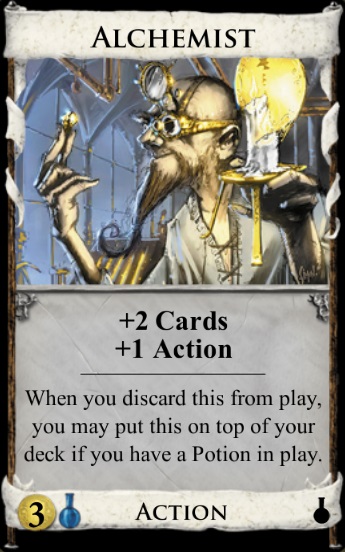 ALCHEMIST
+2 Cards
+1 Action
When you discard this from play,
you may put this on top of your
deck if you have a Potion in play.
3 ACTION